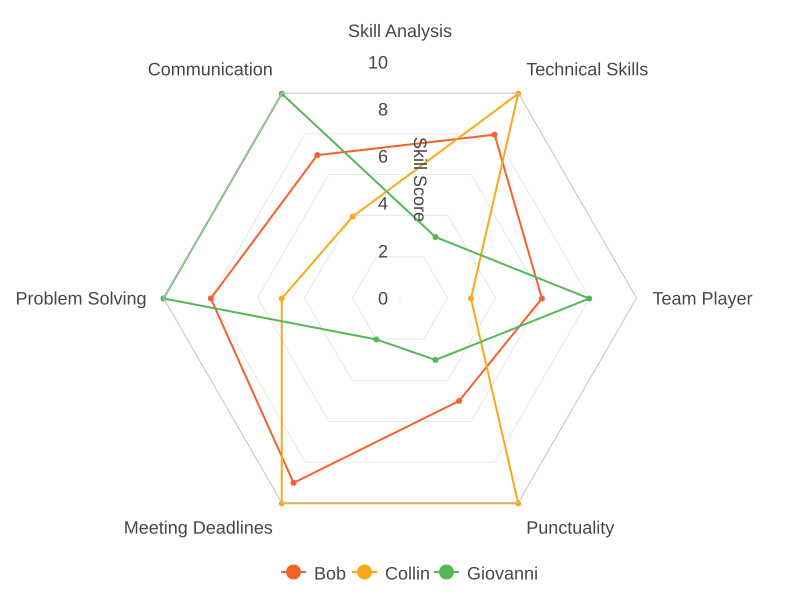 Skill Analysis
Communication
10
Technical Skills
8
6
Skill Score
4
2
Problem Solving
0
Team Player
Meeting Deadlines
Punctuality
Bob
Collin
Giovanni